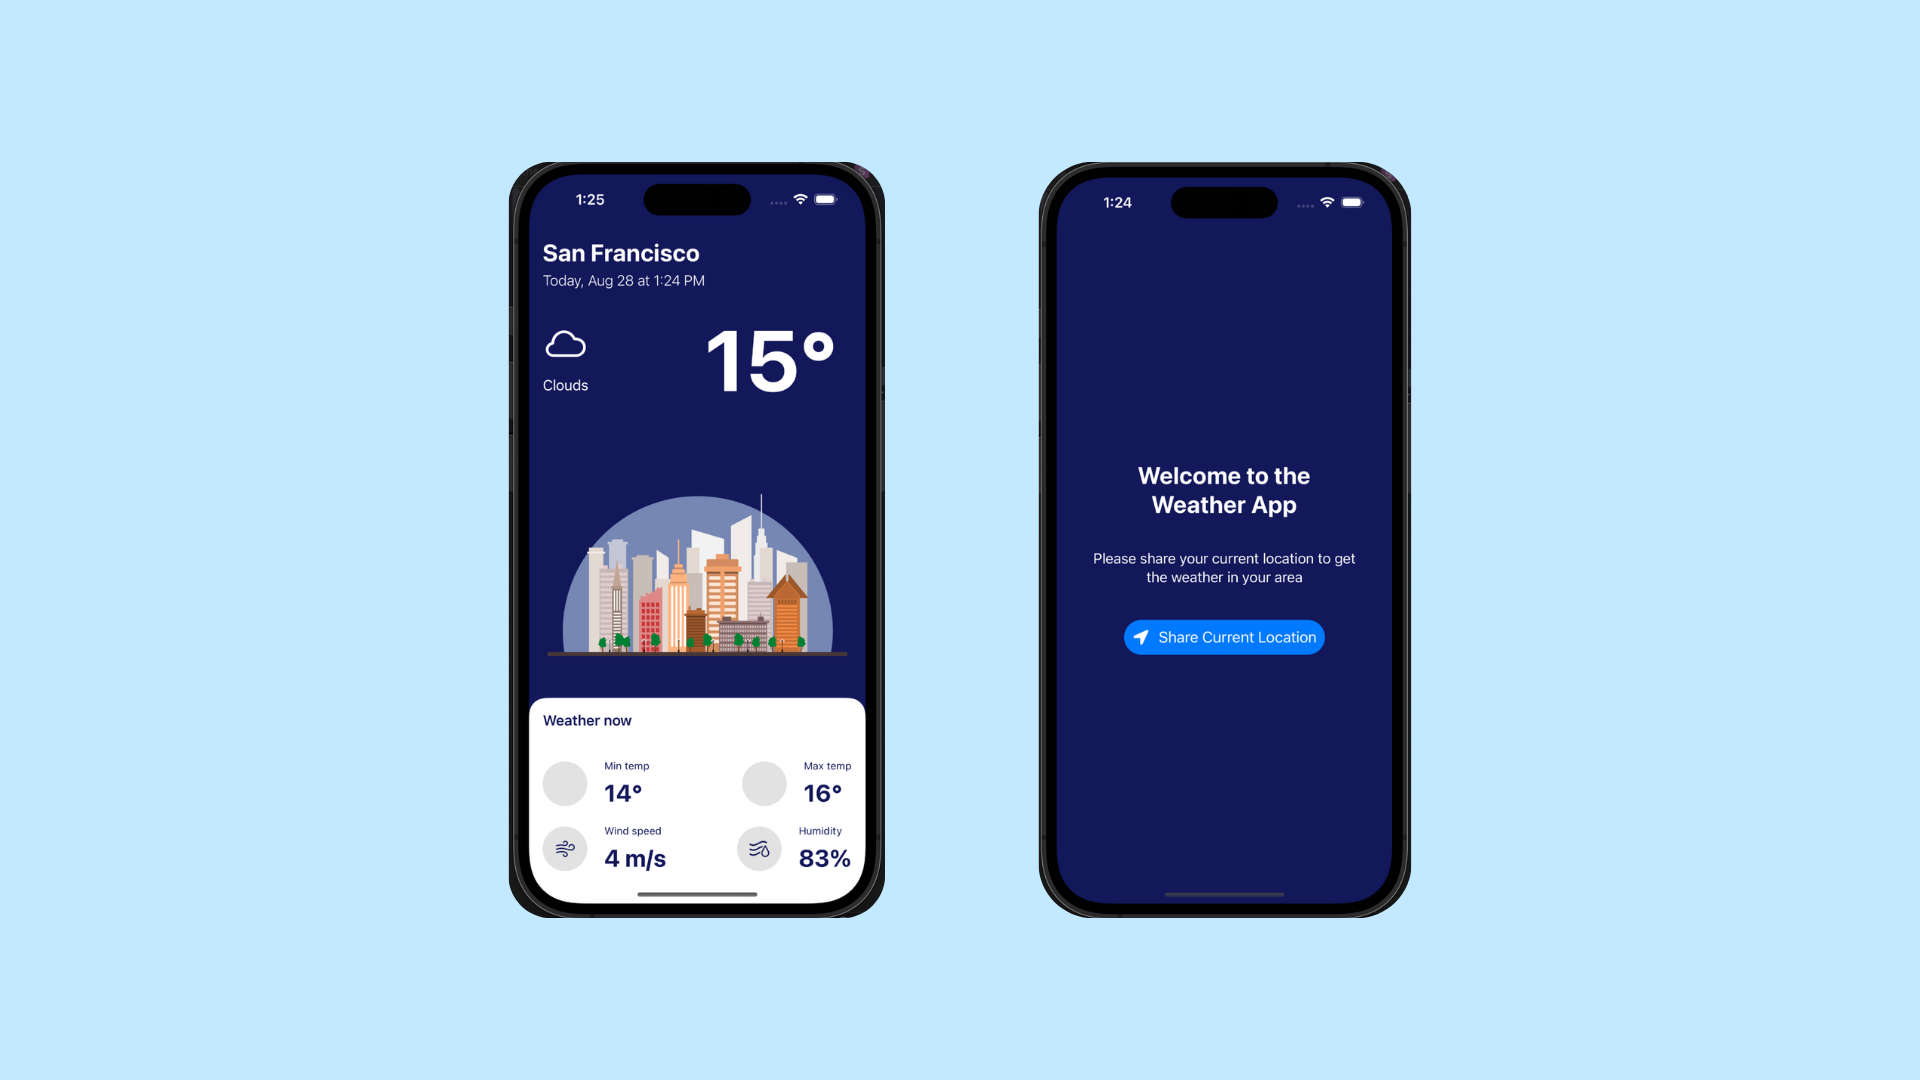 1:25
San Francisco
Today, Aug 28 at 1:24 PM
15°
Clouds
Weather now
Min temp
14°
Max temp
16°
Wind speed
4 m/s
Humidity
83%
1:24
Welcome to the
Weather App
Please share your current location to get
the weather in your area
Share Current Location